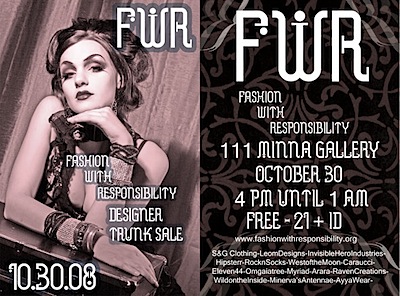 FWR
FASHION
WITH
RESPONSIBILITY
DESIGNER
TRUNK SALE
10.30.08
FWR
FASHION
WITH
RESPONSIBILITY
111 MINNA GALLERY
OCTOBER 30
4 PM UNTIL 1 AM
FREE - 21 + ID
www.fashionwithresponsibility.org
S&G Clothing-LeomDesigns-InvisibleHeroIndustries-
Hipsterr-RocknSocks-WestoftheMoon-Caraucci-
Eleven44-Omgaiatree-Myriad-Arara-RavenCreations-
WildontheInside-Minerva'sAntennae-AyyaWear-